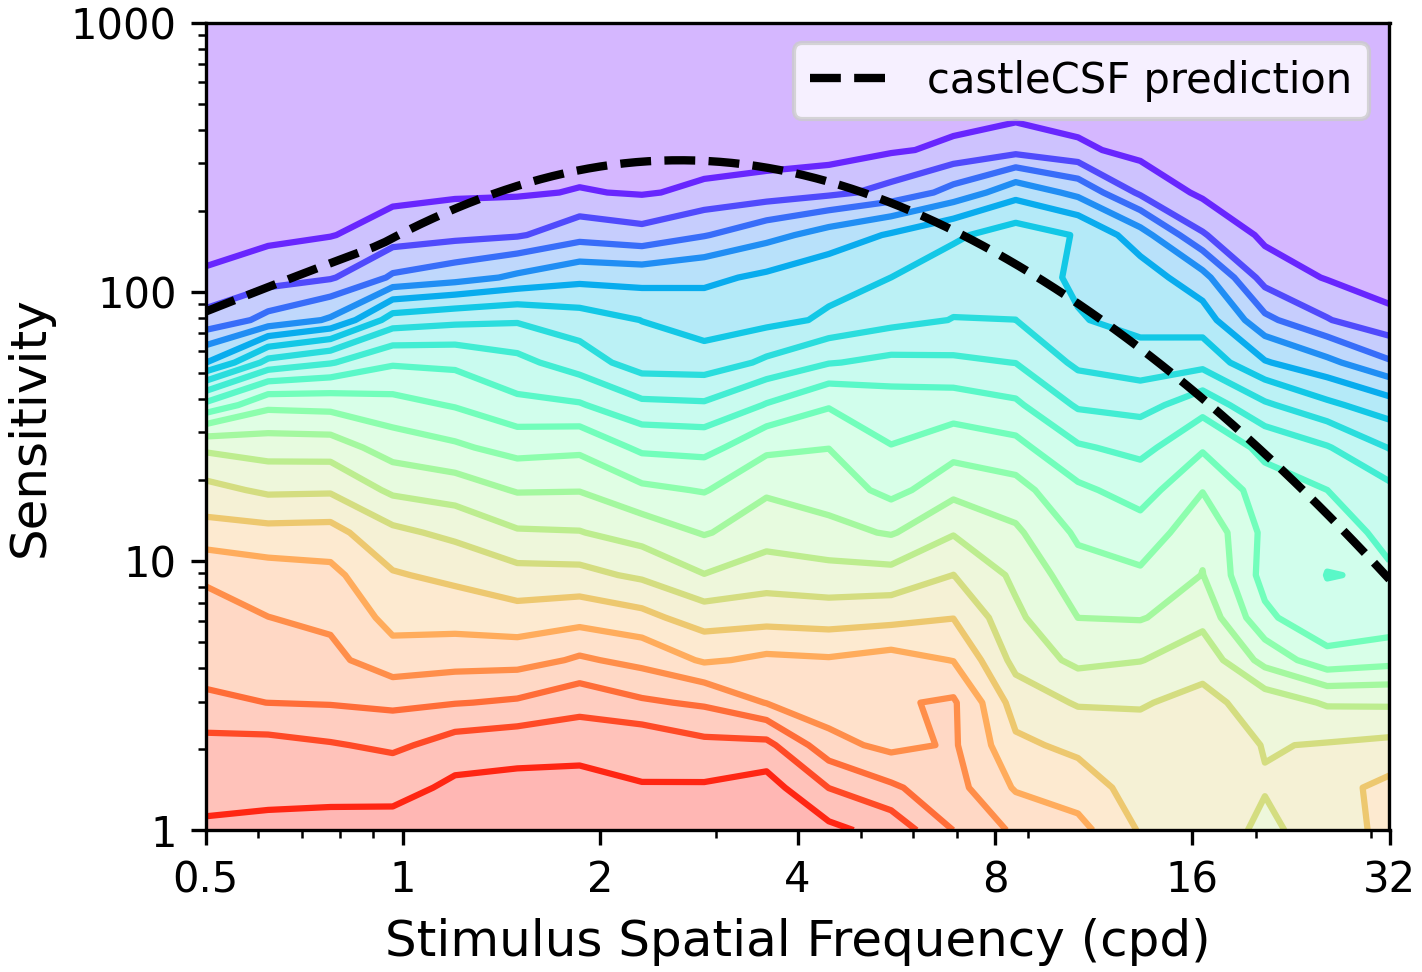 1000
castleCSF prediction
100
Sensitivity
10
1
0.5 1 2 4 8 16 32
Stimulus Spatial Frequency (cpd)